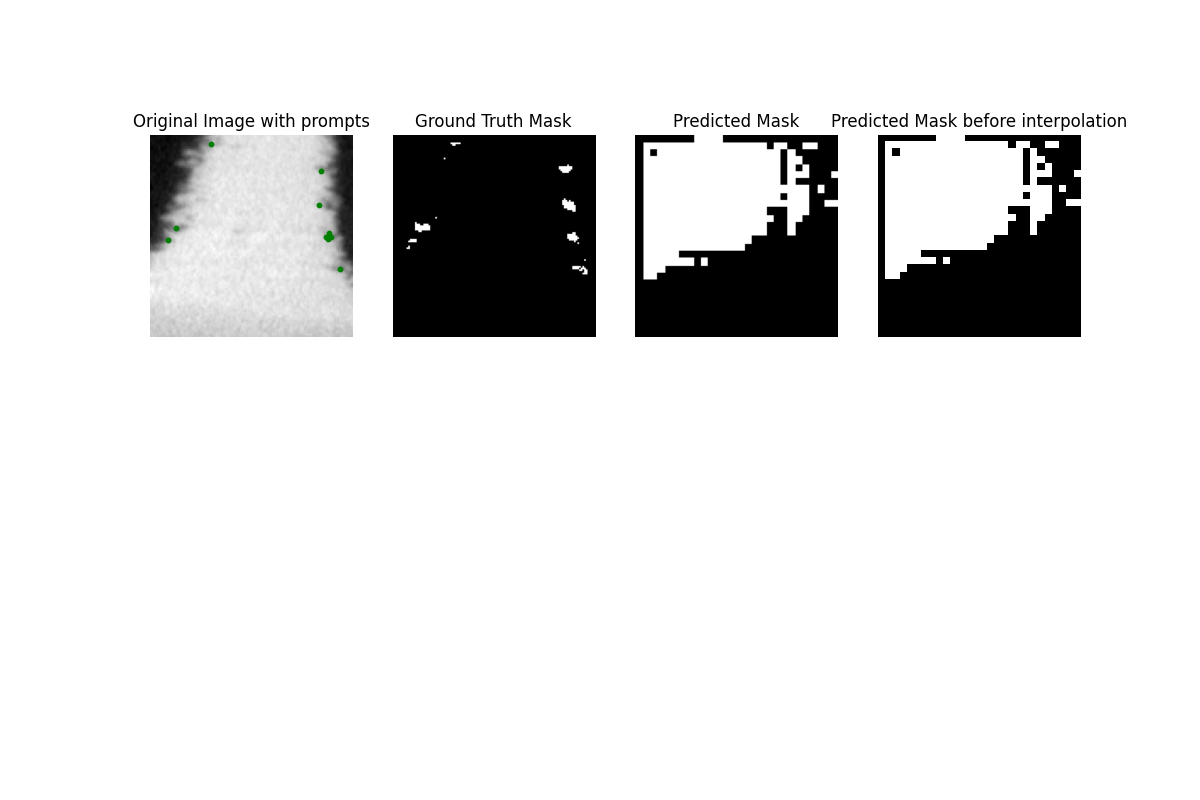 Original Image with prompts
Ground Truth Mask
Predicted Mask
Predicted Mask before interpolation